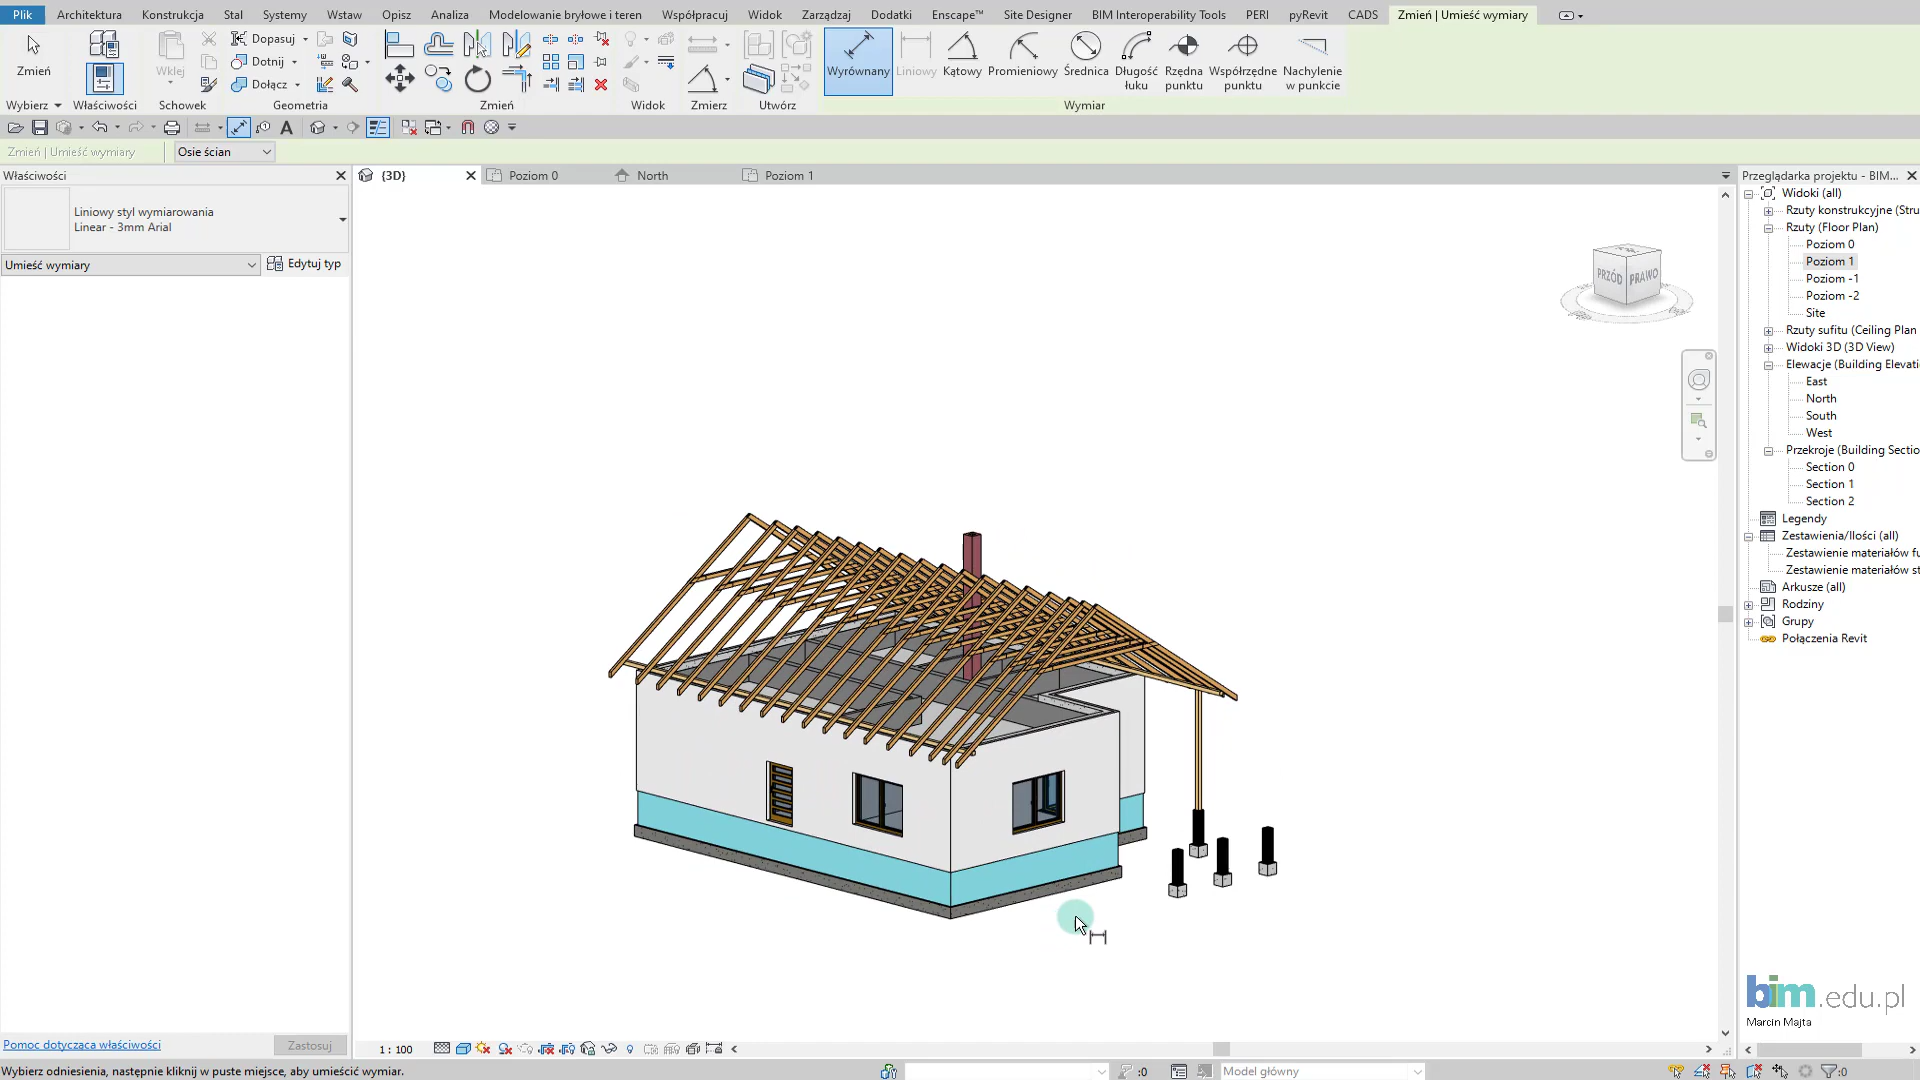 Plik Architektura Konstrukcja Stal Systemy Wstaw Opisz Analiza Modelowanie bryłowe i teren Współpracuj Widok Zarządzaj Dodatki Enscape™ Site Designer BIM Interoperability Tools PERI pyRevit CADS Zmień | Umieść wymiary
Dopasuj
Dotnij
Dołącz
Zmień
Wklej
Wyrównany Liniowy Kątowy Promieniowy Średnica Długość łuku Rzędna punktu Współrzędne punktu Nachylenie w punkcie
Wybierz Właściwości Schowek Geometria Zmień Widok Zmierz Utwórz Wymiar
Zmień | Umieść wymiary Osie ścian
Właściwości
{3D} Poziom 0 North Poziom 1
Przeglądarka projektu - BIM...
Liniowy styl wymiarowania
Linear - 3mm Arial
Umieść wymiary Edytuj typ
PRZÓD PRAWO
Widoki (all)
Rzuty konstrukcyjne (Stru
Rzuty (Floor Plan)
Poziom 0
Poziom 1
Poziom -1
Poziom -2
Site
Rzuty sufitu (Ceiling Plan
Widoki 3D (3D View)
Elewacje (Building Elevati
East
North
South
West
Przekroje (Building Sectio
Section 0
Section 1
Section 2
Legendy
Zestawienia/Ilości (all)
Zestawienie materiałów fu
Zestawienie materiałów st
Arkusze (all)
Rodziny
Grupy
Połączenia Revit
bim.edu.pl
Marcin Majta
Pomoc dotycząca właściwości Zastosuj
1 : 100
Wybierz odniesienia, następnie kliknij w puste miejsce, aby umieścić wymiar.
:0 Model główny :0